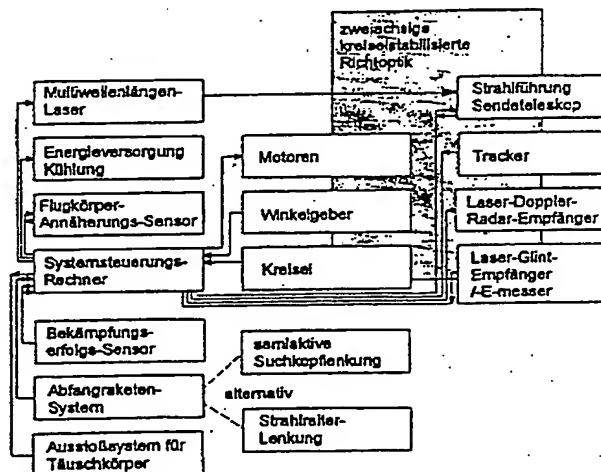 zweiachsige
kreiselstabilisierte
Richtoptik
Multiwellenlängen-
Laser
Strahlführung
Sendeteleskop
Energieversorgung
Kühlung
Motoren
Tracker
Flugkörper-
Annäherungs-Sensor
Winkelgeber
Laser-Doppler-
Radar-Empfänger
Systemsteuerungs-
Rechner
Kreisel
Laser-Glint-
Empfänger
/-E-messer
Bekämpfungs-
erfolgs-Sensor
semiaktive
Suchkopflenkung
Abfangraketen-
System
alternativ
Strahlreiter-
Lenkung
Ausstoßsystem für
Täuschkörper